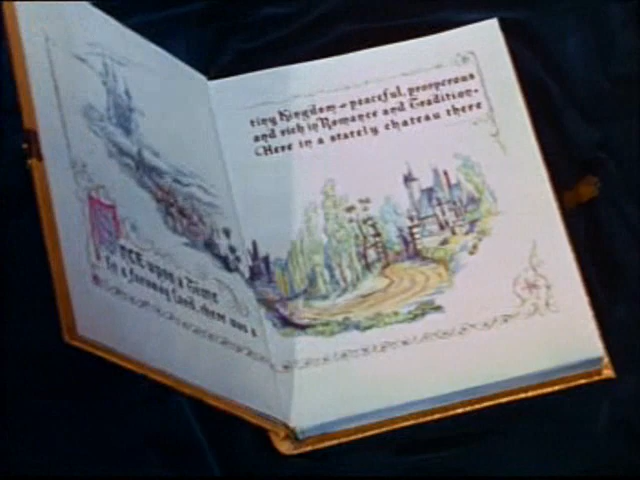 ONCE upon a Time
in a faraway land, there was a
tiny Kingdom - peaceful, prosperous
and rich in Romance and Tradition.
Here in a stately chateau there